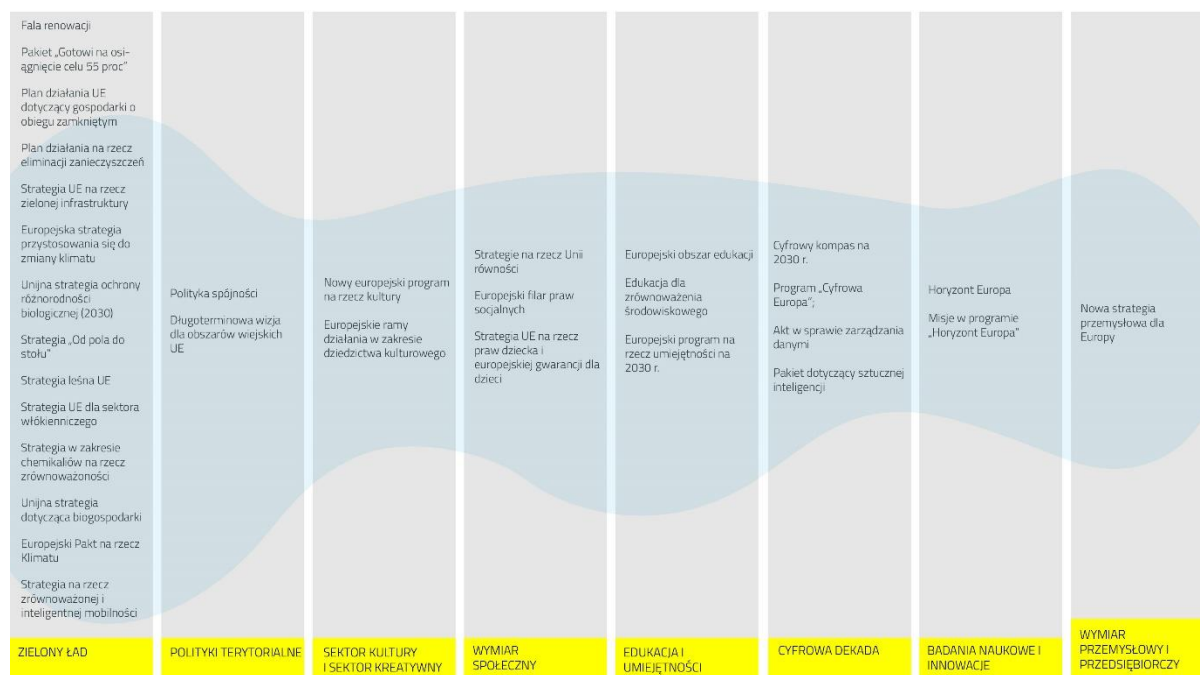 Fala renowacji
Pakiet „Gotowi na osi-
ągnięcie celu 55 proc”
Plan działania UE
dotyczący gospodarki o
obiegu zamkniętym
Plan działania na rzecz
eliminacji zanieczyszczeń
Strategia UE na rzecz
zielonej infrastruktury
Europejska strategia
przystosowania się do
zmiany klimatu
Unijna strategia ochrony
różnorodności
biologicznej (2030)
Strategia „Od pola do
stołu”
Strategia leśna UE
Strategia UE dla sektora
włókienniczego
Strategia w zakresie
chemikaliów na rzecz
zrównoważoności
Unijna strategia
dotycząca biogospodarki
Europejski Pakt na rzecz
Klimatu
Strategia na rzecz
zrównoważonej i
inteligentnej mobilności
ZIELONY ŁAD
Polityka spójności
Długoterminowa wizja
dla obszarów wiejskich
UE
POLITYKI TERYTORIALNE
Nowy europejski program
na rzecz kultury
Europejskie ramy
działania w zakresie
dziedzictwa kulturowego
SEKTOR KULTURY
I SEKTOR KREATYWNY
Strategie na rzecz Unii
równości
Europejski filar praw
socjalnych
Strategia UE na rzecz
praw dziecka i
europejskiej gwarancji dla
dzieci
WYMIAR
SPOŁECZNY
Europejski obszar edukacji
Edukacja dla
zrównoważenia
środowiskowego
Europejski program na
rzecz umiejętności na
2030 r.
EDUKACJA I
UMIEJĘTNOŚCI
Cyfrowy kompas na
2030 r.
Program „Cyfrowa
Europa”;
Akt w sprawie zarządzania
danymi
Pakiet dotyczący sztucznej
inteligencji
CYFROWA DEKADA
Horyzont Europa
Misje w programie
„Horyzont Europa”
BADANIA NAUKOWE I
INNOWACJE
Nowa strategia
przemysłowa dla
Europy
WYMIAR
PRZEMYSŁOWY I
PRZEDSIĘBIORCZY